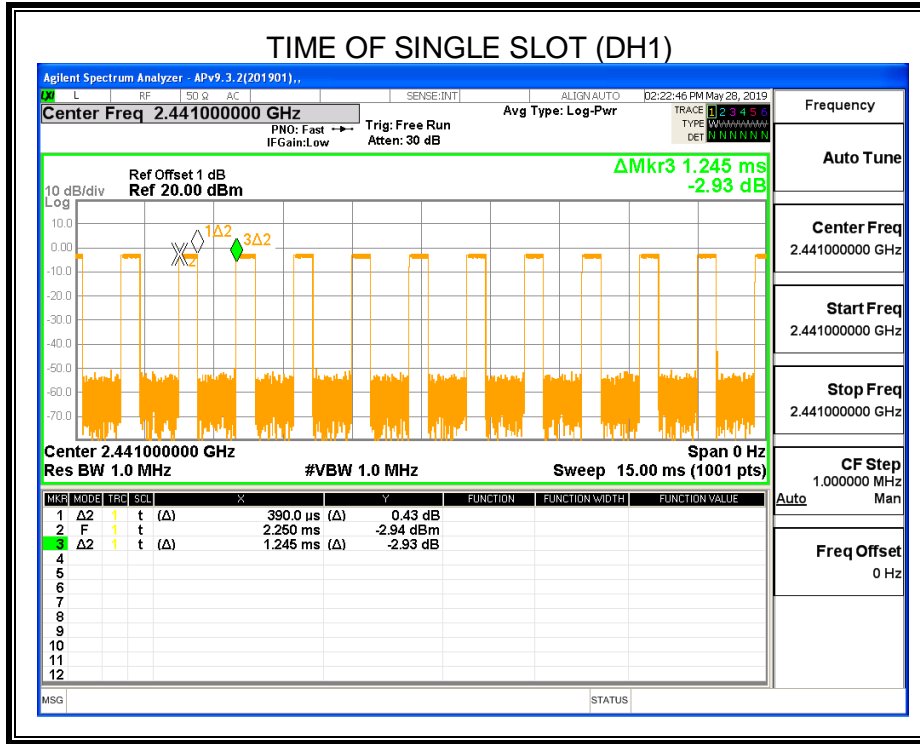 TIME OF SINGLE SLOT (DH1)
Agilent Spectrum Analyzer - APv9.3.2(201901),,
LXI L RF 50 Ω AC SENSE:INT ALIGN AUTO 02:22:46 PM May 28, 2019
Center Freq 2.441000000 GHz
PNO: Fast
IFGain:Low
Trig: Free Run
Atten: 30 dB
Avg Type: Log-Pwr
TRACE 1 2 3 4 5 6
TYPE WWWWWW
DET N N N N N N
ΔMkr3 1.245 ms
-2.93 dB
Ref Offset 1 dB
Ref 20.00 dBm
10 dB/div
Log
10.0
0.00
-10.0
-20.0
-30.0
-40.0
-50.0
-60.0
-70.0
1Δ2
2
3Δ2
Center 2.441000000 GHz
Span 0 Hz
Res BW 1.0 MHz #VBW 1.0 MHz Sweep 15.00 ms (1001 pts)
MKR MODE TRC SCL X Y FUNCTION FUNCTION WIDTH FUNCTION VALUE
1 Δ2 1 t (Δ) 390.0 µs (Δ) 0.43 dB
2 F 1 t 2.250 ms -2.94 dBm
3 Δ2 1 t (Δ) 1.245 ms (Δ) -2.93 dB
4
5
6
7
8
9
10
11
12
MSG
STATUS
Frequency
Auto Tune
Center Freq
2.441000000 GHz
Start Freq
2.441000000 GHz
Stop Freq
2.441000000 GHz
CF Step
1.000000 MHz
Auto Man
Freq Offset
0 Hz